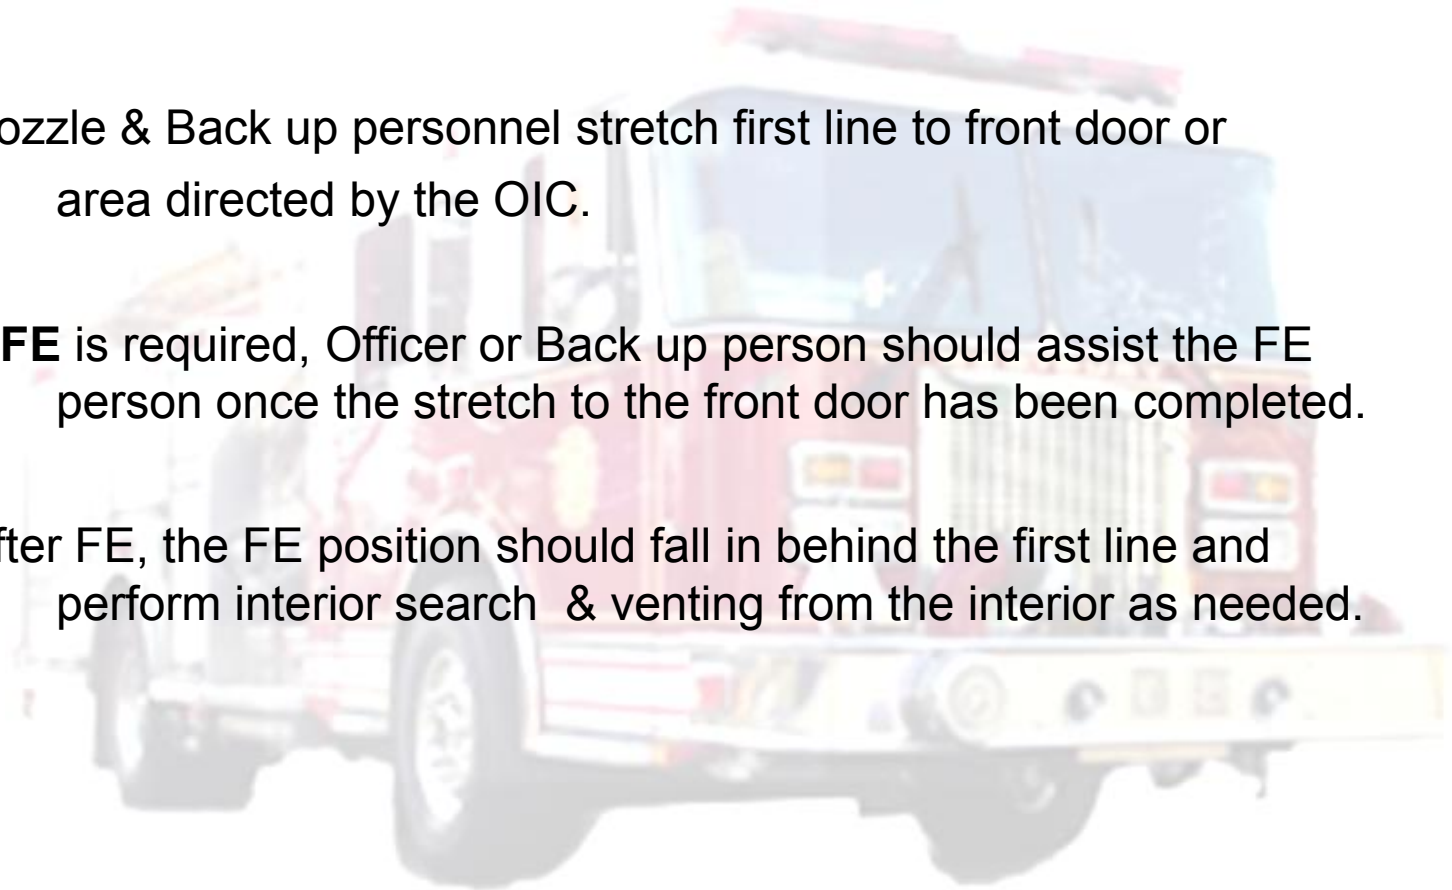 ozzle & Back up personnel stretch first line to front door or
area directed by the OIC.
FE is required, Officer or Back up person should assist the FE
person once the stretch to the front door has been completed.
fter FE, the FE position should fall in behind the first line and
perform interior search & venting from the interior as needed.